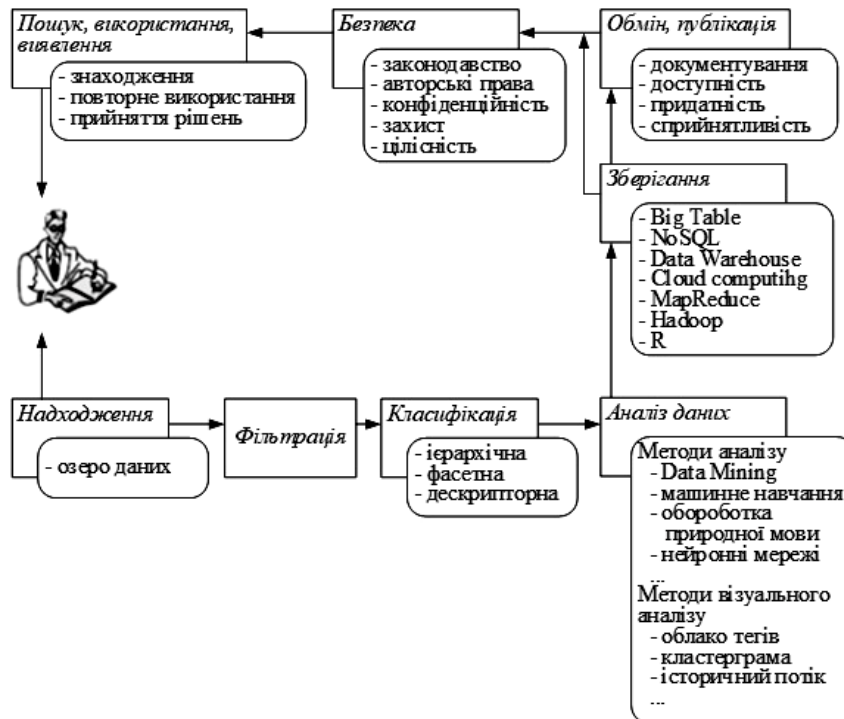 Пошук, використання,
виявлення
- знаходження
- повторне використання
- прийняття рішень
Безпека
- законодавство
- авторські права
- конфіденційність
- захист
- цілісність
Обмін, публікація
- документування
- доступність
- придатність
- сприйнятливість
Зберігання
- Big Table
- NoSQL
- Data Warehouse
- Cloud computihg
- MapReduce
- Hadoop
- R
Надходження
- озеро даних
Фільтрація
Класифікація
- ієрархічна
- фасетна
- дескрипторна
Аналіз даних
Методи аналізу
- Data Mining
- машинне навчання
- обороботка
природної мови
- нейронні мережі
...
Методи візуального
аналізу
- облако тегів
- кластерграма
- історичний потік
...